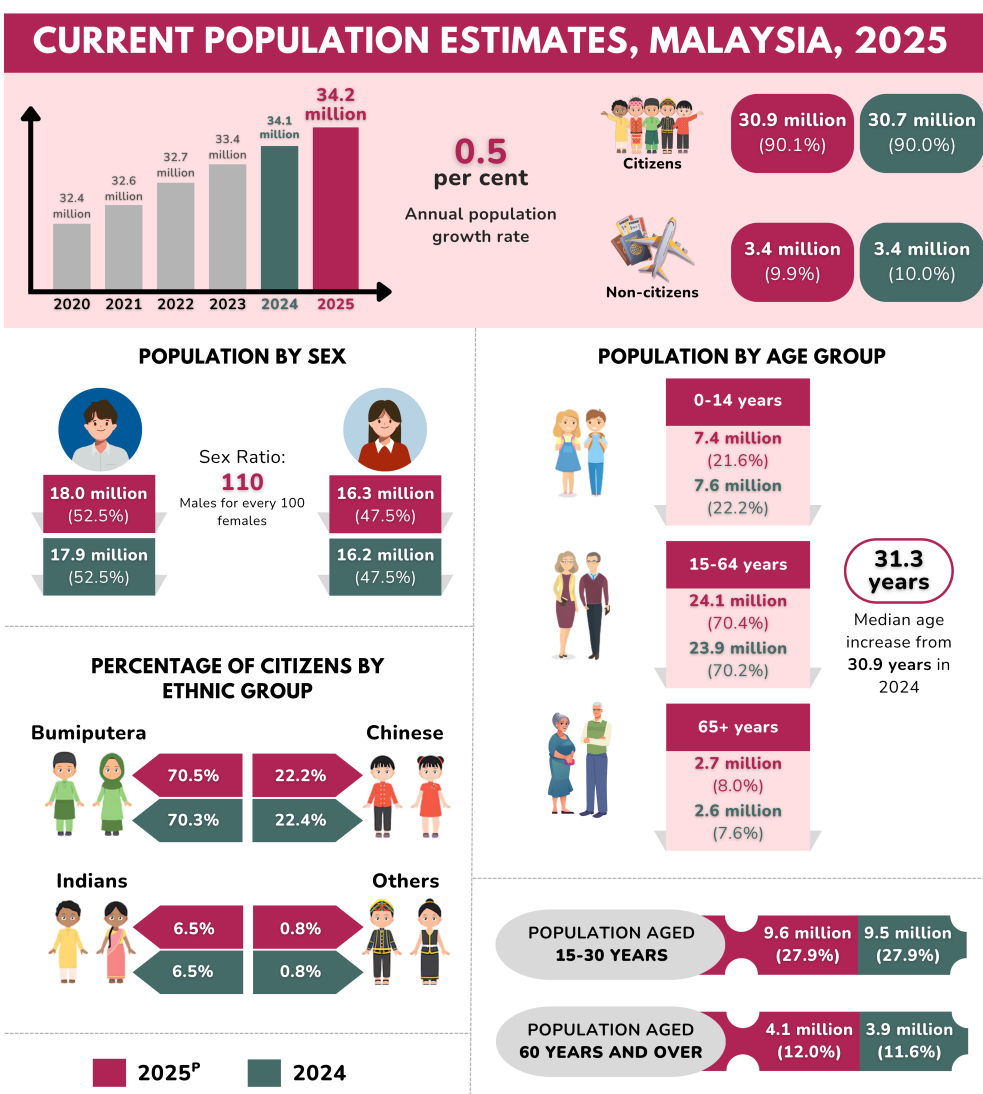 CURRENT POPULATION ESTIMATES, MALAYSIA, 2025
32.4
million
32.6
million
32.7
million
33.4
million
34.1
million
34.2
million
2020
2021
2022
2023
2024
2025
0.5
per cent
Annual population
growth rate
Citizens
30.9 million
(90.1%)
30.7 million
(90.0%)
Non-citizens
3.4 million
(9.9%)
3.4 million
(10.0%)
POPULATION BY SEX
18.0 million
(52.5%)
17.9 million
(52.5%)
Sex Ratio:
110
Males for every 100
females
16.3 million
(47.5%)
16.2 million
(47.5%)
PERCENTAGE OF CITIZENS BY
ETHNIC GROUP
Bumiputera
70.5%
70.3%
Chinese
22.2%
22.4%
Indians
6.5%
6.5%
Others
0.8%
0.8%
2025ᴾ
2024
POPULATION BY AGE GROUP
0-14 years
7.4 million
(21.6%)
7.6 million
(22.2%)
15-64 years
24.1 million
(70.4%)
23.9 million
(70.2%)
65+ years
2.7 million
(8.0%)
2.6 million
(7.6%)
31.3
years
Median age
increase from
30.9 years in
2024
POPULATION AGED
15-30 YEARS
9.6 million
(27.9%)
9.5 million
(27.9%)
POPULATION AGED
60 YEARS AND OVER
4.1 million
(12.0%)
3.9 million
(11.6%)